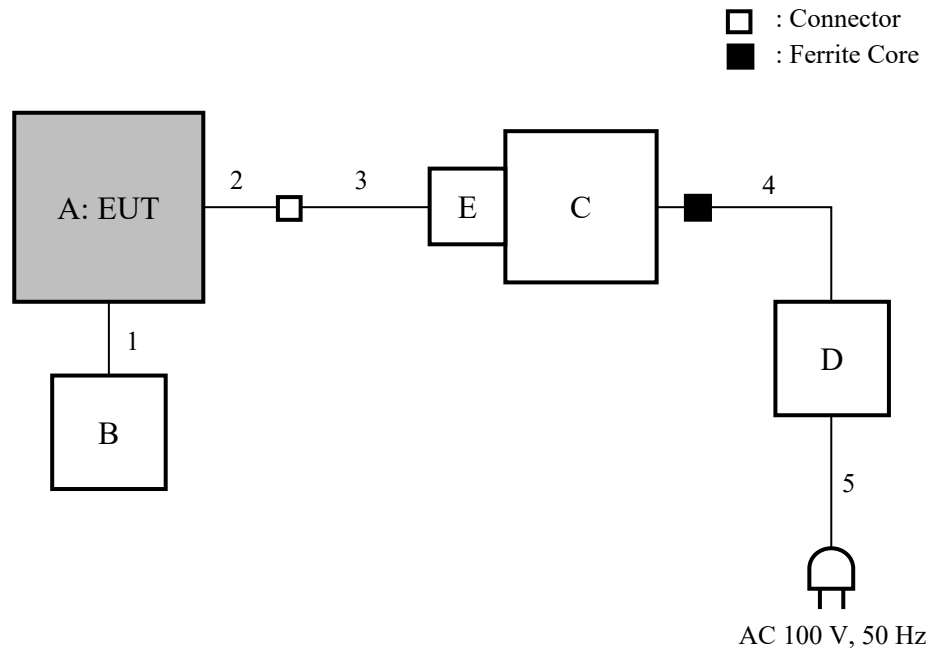 : Connector
: Ferrite Core
A: EUT
2
3
E
C
4
1
B
D
5
AC 100 V, 50 Hz